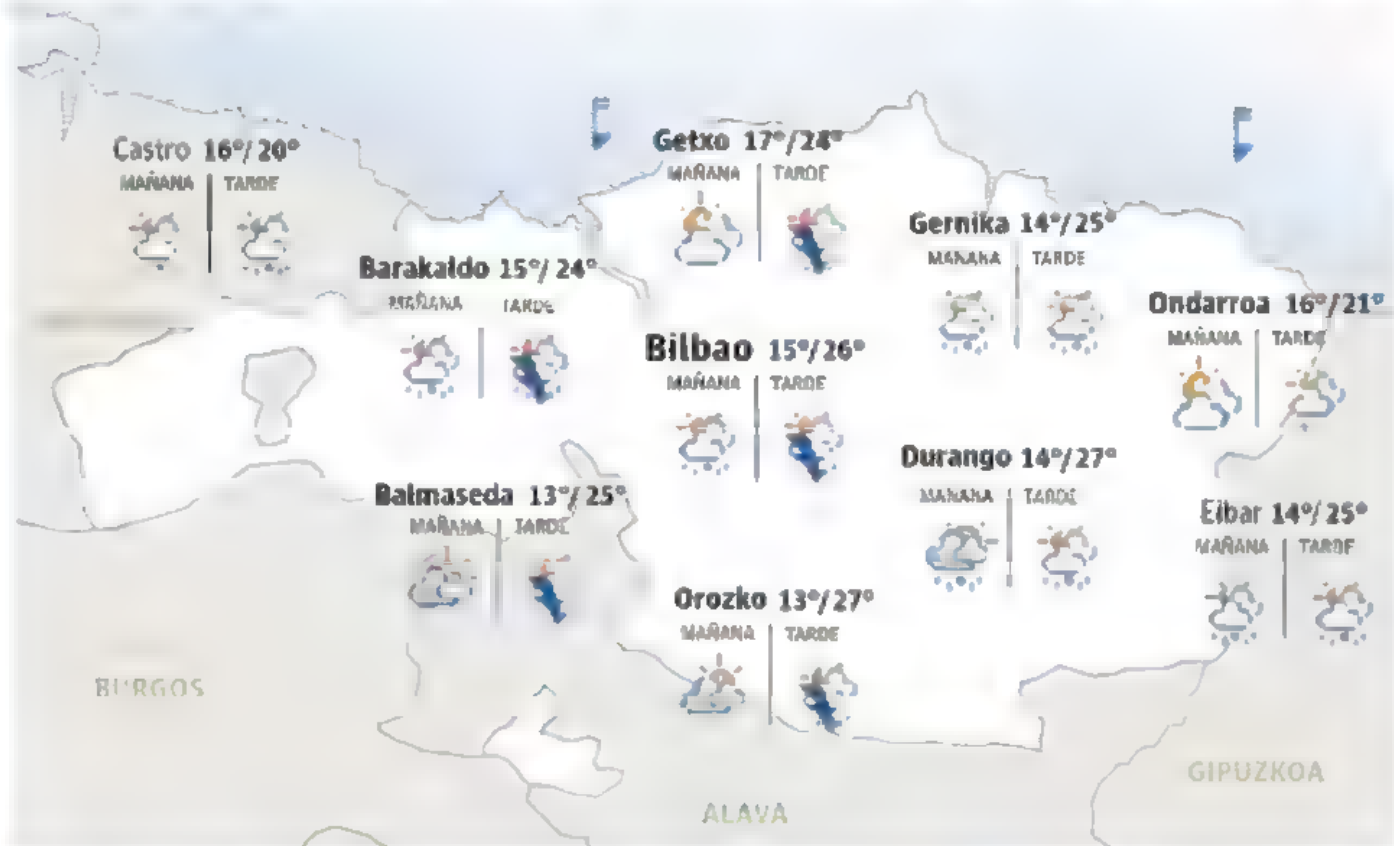 Castro 16°/20°
MAÑANA TARDE
Getxo 17°/24°
MAÑANA TARDE
Gernika 14°/25°
MAÑANA TARDE
Barakaldo 15°/24°
MAÑANA TARDE
Ondarroa 16°/21°
MAÑANA TARDE
Bilbao 15°/26°
MAÑANA TARDE
Durango 14°/27°
MAÑANA TARDE
Balmaseda 13°/25°
MAÑANA TARDE
Eibar 14°/25°
MAÑANA TARDE
Orozko 13°/27°
MAÑANA TARDE
BURGOS
GIPUZKOA
ALAVA